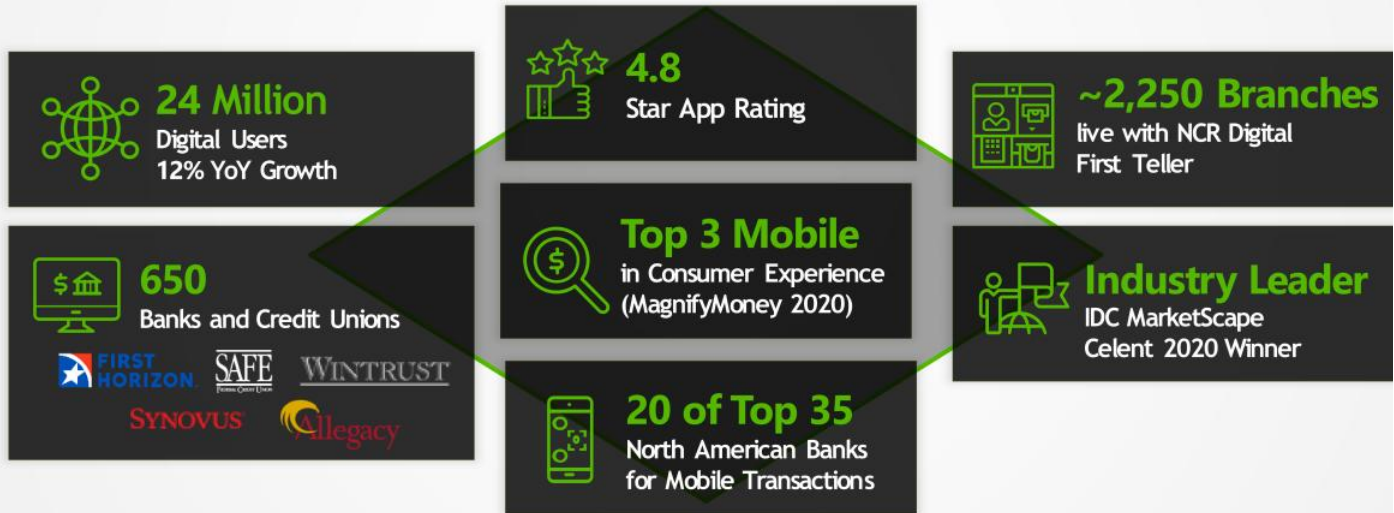 24 Million
Digital Users
12% YoY Growth
$
650
Banks and Credit Unions
FIRST
HORIZON
SAFE
FEDERAL CREDIT UNION
WINTRUST
SYNOVUS
Allegacy
4.8
Star App Rating
$
Top 3 Mobile
in Consumer Experience
(MagnifyMoney 2020)
20 of Top 35
North American Banks
for Mobile Transactions
~2,250 Branches
live with NCR Digital
First Teller
Industry Leader
IDC MarketScape
Celent 2020 Winner